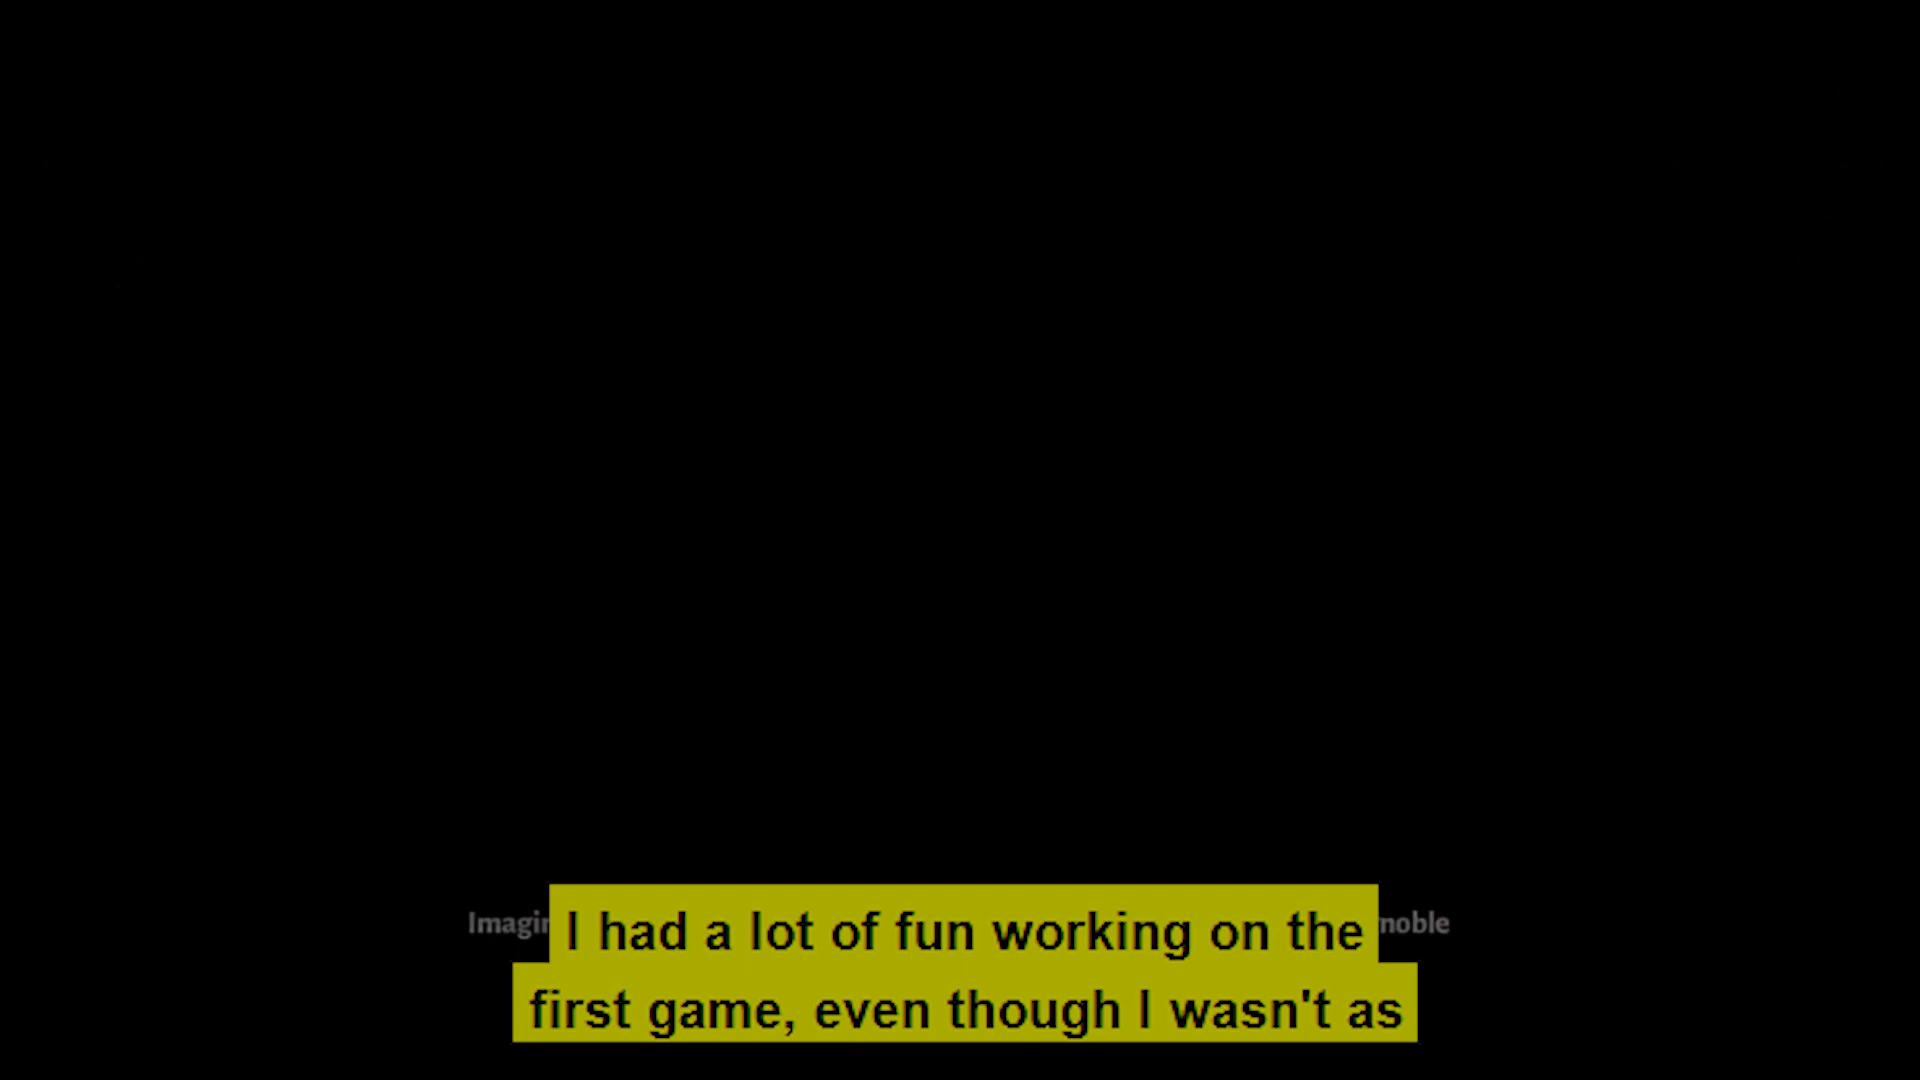 I had a lot of fun working on the
first game, even though I wasn't as